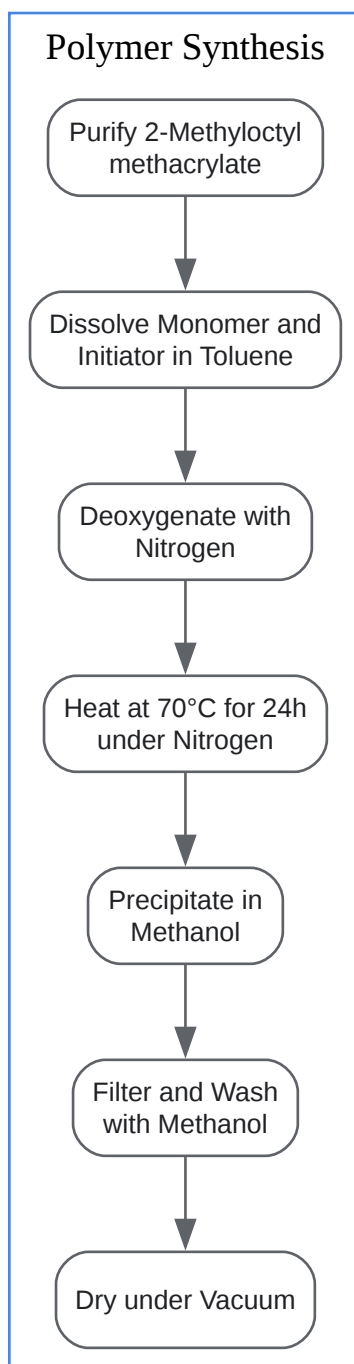 Polymer Synthesis
Purify 2-Methyloctyl
methacrylate
Dissolve Monomer and
Initiator in Toluene
Deoxygenate with
Nitrogen
Heat at 70°C for 24h
under Nitrogen
Precipitate in
Methanol
Filter and Wash
with Methanol
Dry under Vacuum